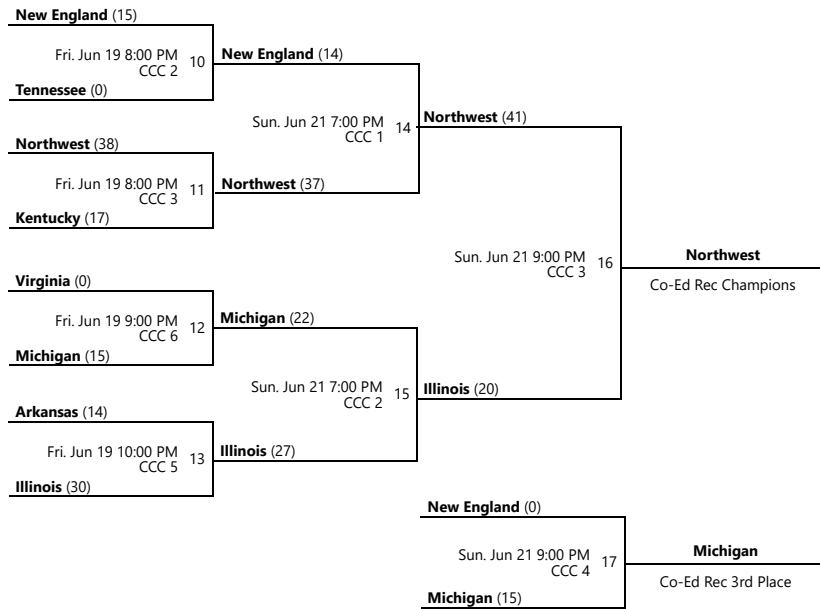 New England (15)
Fri. Jun 19 8:00 PM
CCC 2
10
Tennessee (0)
New England (14)
Northwest (38)
Fri. Jun 19 8:00 PM
CCC 3
11
Kentucky (17)
Northwest (37)
Sun. Jun 21 7:00 PM
CCC 1
14
Northwest (41)
Virginia (0)
Fri. Jun 19 9:00 PM
CCC 6
12
Michigan (15)
Michigan (22)
Arkansas (14)
Fri. Jun 19 10:00 PM
CCC 5
13
Illinois (30)
Illinois (27)
Sun. Jun 21 7:00 PM
CCC 2
15
Illinois (20)
Sun. Jun 21 9:00 PM
CCC 3
16
Northwest
Co-Ed Rec Champions
New England (0)
Sun. Jun 21 9:00 PM
CCC 4
17
Michigan (15)
Michigan
Co-Ed Rec 3rd Place